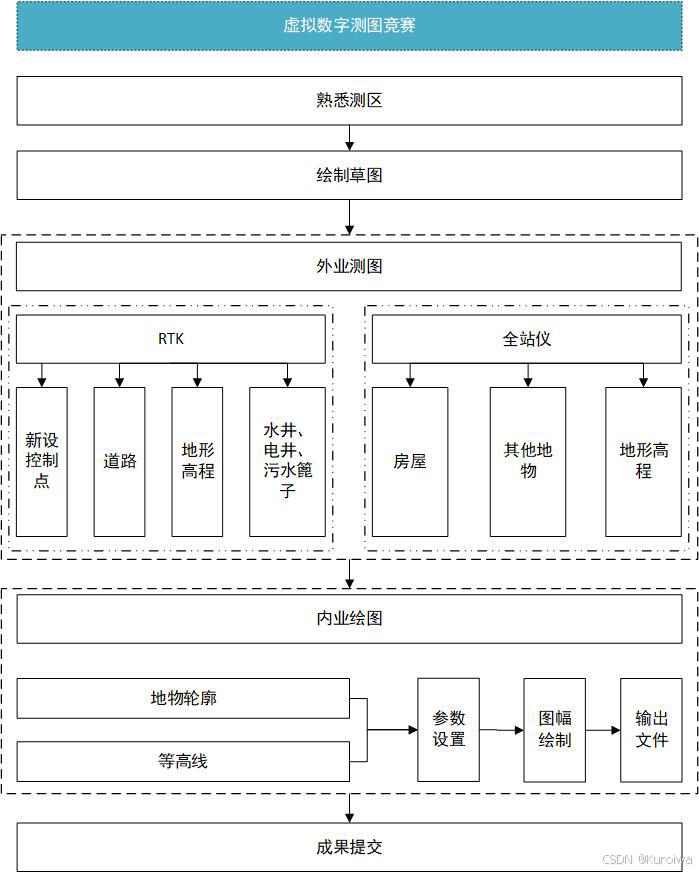 虚拟数字测图竞赛
熟悉测区
绘制草图
外业测图
RTK
全站仪
新设
控制
点
道路
地形
高程
水井、
电井、
污水篦
子
房屋
其他地
物
地形高
程
内业绘图
地物轮廓
等高线
参数
设置
图幅
绘制
输出
文件
成果提交
CSDN @Kuroiwa